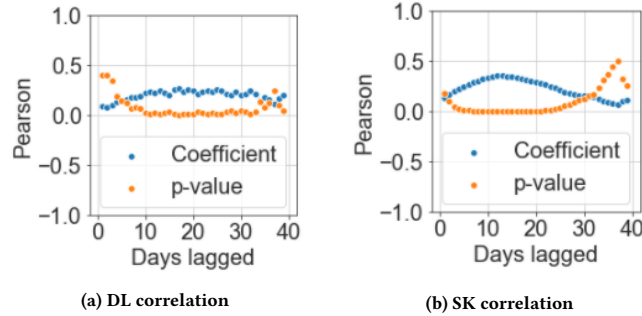 1.0
0.5
0.0
−0.5
−1.0
Pearson
Coefficient
p-value
0 10 20 30 40
Days lagged
(a) DL correlation
1.0
0.5
0.0
−0.5
−1.0
Pearson
Coefficient
p-value
0 10 20 30 40
Days lagged
(b) SK correlation